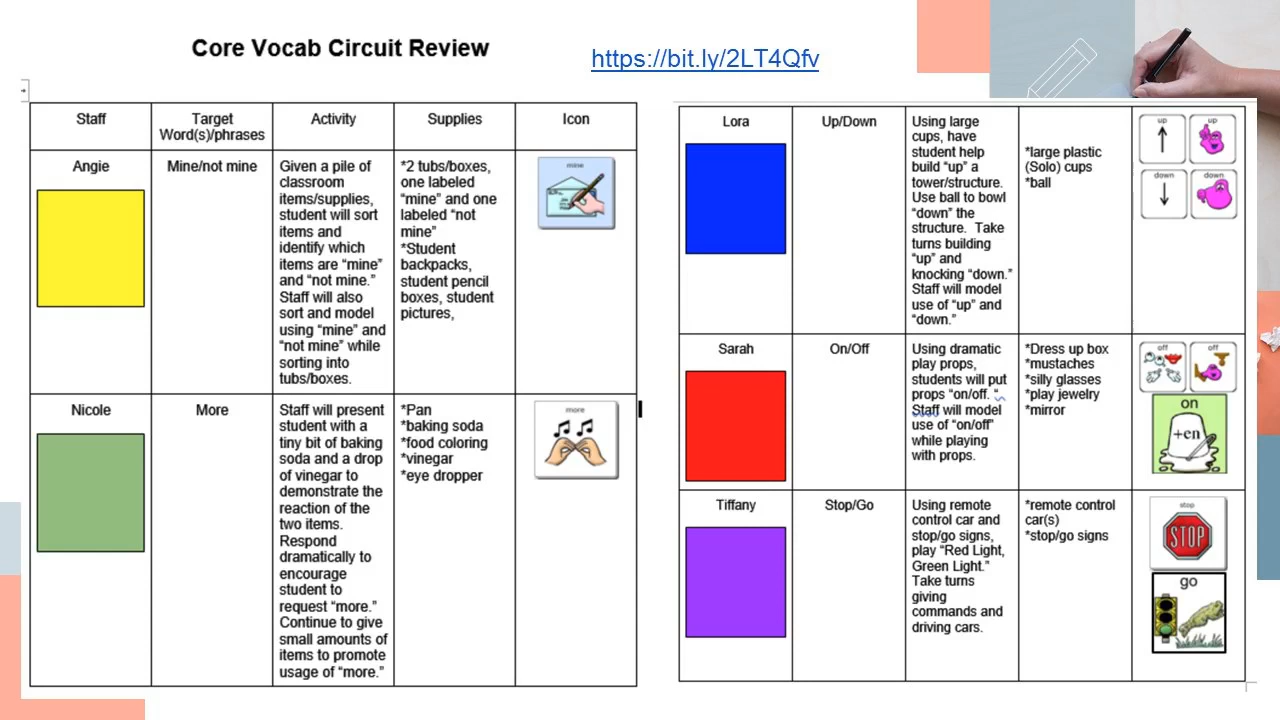 Core Vocab Circuit Review
https://bit.ly/2LT4Qfv
Staff
Target
Word(s)/phrases
Activity
Supplies
Icon
Angie
Mine/not mine
Given a pile of
classroom
items/supplies,
student will sort
items and
identify which
items are “mine”
and “not mine.”
Staff will also
sort and model
using “mine” and
“not mine” while
sorting into
tubs/boxes.
*2 tubs/boxes,
one labeled
“mine” and one
labeled “not
mine”
*Student
backpacks,
student pencil
boxes, student
pictures,
mine
Nicole
More
Staff will present
student with a
tiny bit of baking
soda and a drop
of vinegar to
demonstrate the
reaction of the
two items.
Respond
dramatically to
encourage
student to
request “more.”
Continue to give
small amounts of
items to promote
usage of “more.”
*Pan
*baking soda
*food coloring
*vinegar
*eye dropper
more
Lora
Up/Down
Using large
cups, have
student help
build “up” a
tower/structure.
Use ball to bowl
“down” the
structure. Take
turns building
“up” and
knocking “down.”
Staff will model
use of “up” and
“down.”
*large plastic
(Solo) cups
*ball
up
up
down
down
Sarah
On/Off
Using dramatic
play props,
students will put
props “on/off. “
Staff will model
use of “on/off”
while playing
with props.
*Dress up box
*mustaches
*silly glasses
*play jewelry
*mirror
off
off
on
+en
Tiffany
Stop/Go
Using remote
control car and
stop/go signs,
play “Red Light,
Green Light.”
Take turns
giving
commands and
driving cars.
*remote control
car(s)
*stop/go signs
stop
STOP
go